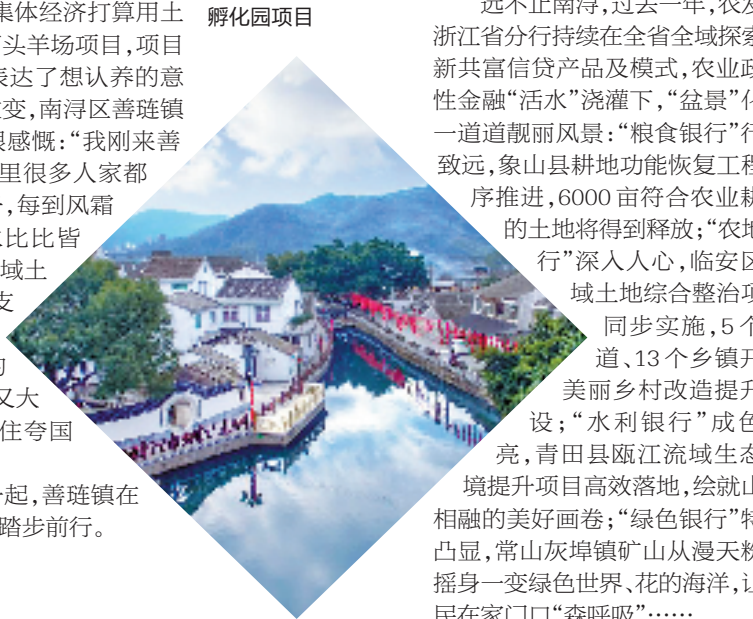 集体经济打算用土
头羊场项目,项目
表达了想认养的意
变,南浔区善琏镇
感慨:“我刚来善
里很多人家都
,每到风霜
比比皆
域土
支
又大
住夸国
起,善琏镇在
踏步前行。
孵化园项目
远不止南浔,过去一年,农发
浙江省分行持续在全省全域探索
新共富信贷产品及模式,农业政
性金融“活水”浇灌下,“盆景”化
一道道靓丽风景:“粮食银行”行
致远,象山县耕地功能恢复工程
序推进,6000亩符合农业耕
的土地将得到释放;“农地
行”深入人心,临安区
域土地综合整治项
同步实施,5个
道、13个乡镇开
美丽乡村改造提升
设;“水利银行”成色
亮,青田县瓯江流域生态
境提升项目高效落地,绘就山
相融的美好画卷;“绿色银行”特
凸显,常山灰埠镇矿山从漫天粉
摇身一变绿色世界、花的海洋,让
民在家门口“森呼吸”……